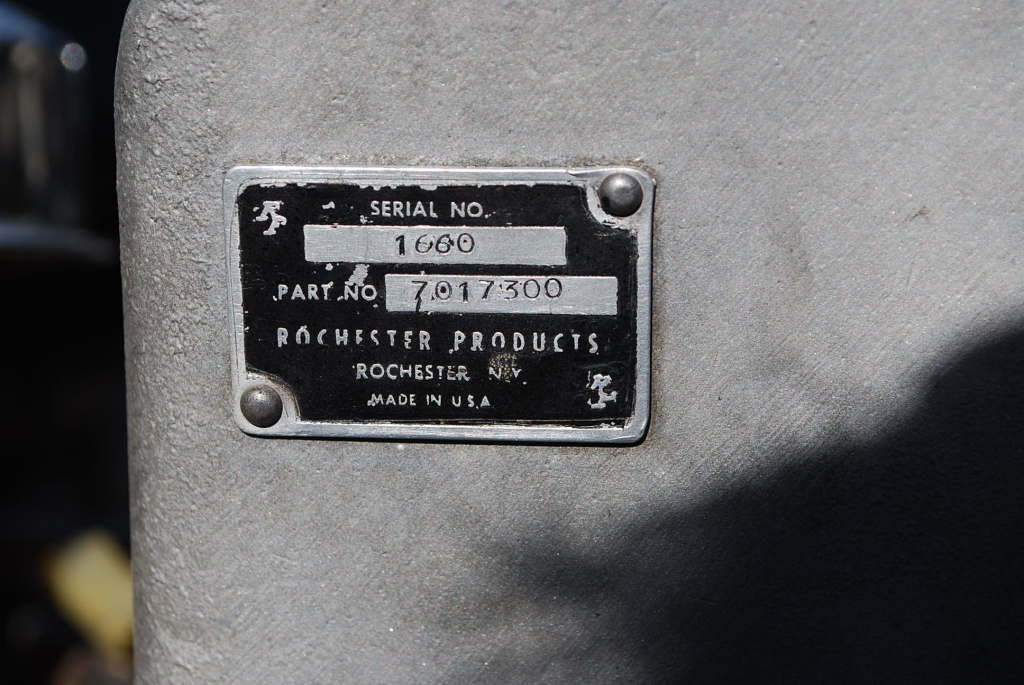 SERIAL NO.
1660
PART NO 7017300
ROCHESTER PRODUCTS
ROCHESTER N.Y
MADE IN U.S.A